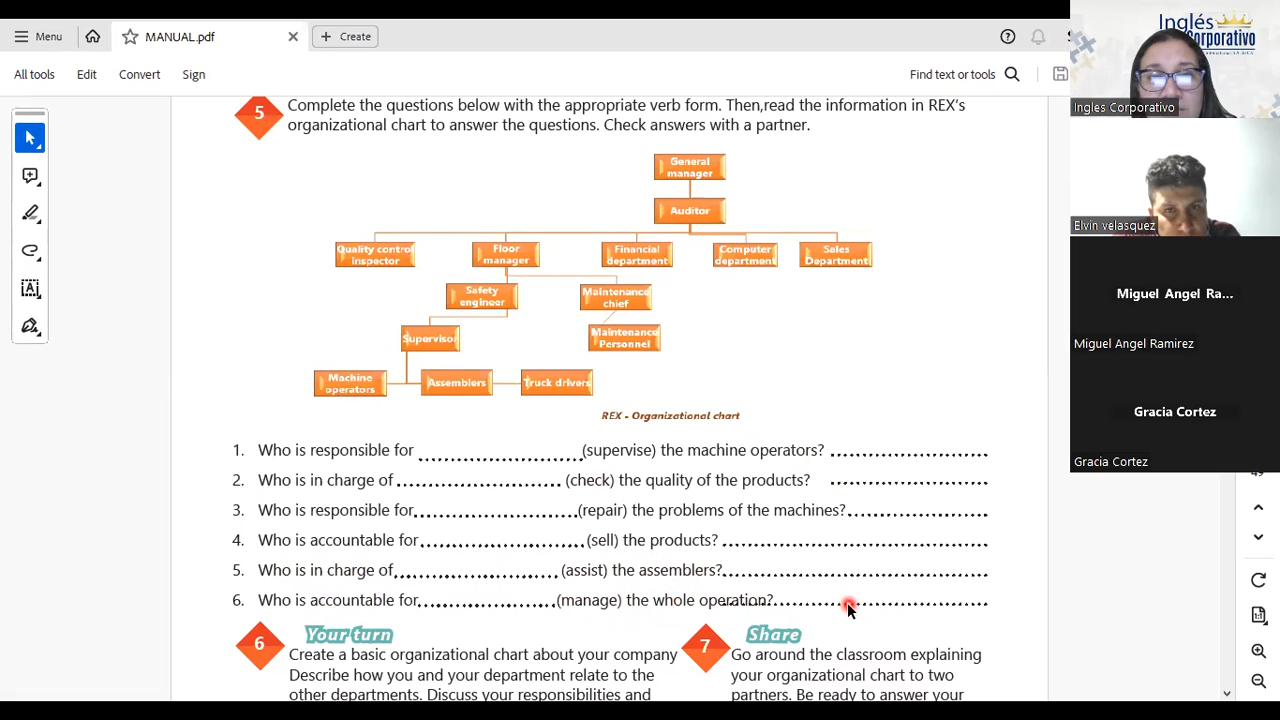 Menu
MANUAL.pdf
Create
All tools
Edit
Convert
Sign
Find text or tools
Inglés
Corporativo
Ingles Corporativo
Elvin velasquez
Miguel Angel Ra...
Miguel Angel Ramirez
Gracia Cortez
Gracia Cortez
5
Complete the questions below with the appropriate verb form. Then,read the information in REX's
organizational chart to answer the questions. Check answers with a partner.
General
manager
Auditor
Quality control
inspector
Floor
manager
Financial
department
Computer
department
Sales
Department
Safety
engineer
Maintenance
chief
Supervisor
Maintenance
Personnel
Machine
operators
Assemblers
Truck drivers
REX - Organizational chart
1. Who is responsible for ........................... (supervise) the machine operators? ..........................
2. Who is in charge of ........................... (check) the quality of the products? ..........................
3. Who is responsible for...........................(repair) the problems of the machines?.......................
4. Who is accountable for...........................(sell) the products? ............................................
5. Who is in charge of........................... (assist) the assemblers?............................................
6. Who is accountable for.......................(manage) the whole operation?...................................
6
Your turn
Create a basic organizational chart about your company
Describe how you and your department relate to the
other departments. Discuss your responsibilities and
7
Share
Go around the classroom explaining
your organizational chart to two
partners. Be ready to answer your